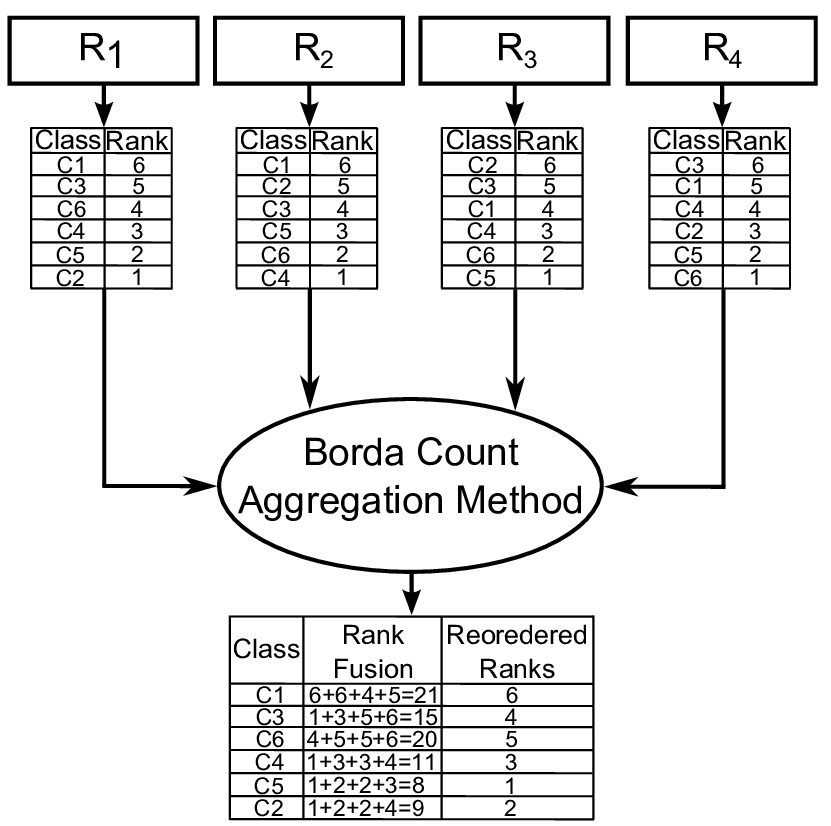 R1 R2 R3 R4
Class Rank Class Rank Class Rank Class Rank
C1 6 C1 6 C2 6 C3 6
C3 5 C2 5 C3 5 C1 5
C6 4 C3 4 C1 4 C4 4
C4 3 C5 3 C4 3 C2 3
C5 2 C6 2 C6 2 C5 2
C2 1 C4 1 C5 1 C6 1
Borda Count
Aggregation Method
Class Rank Fusion Reoredered Ranks
C1 6+6+4+5=21 6
C3 1+3+5+6=15 4
C6 4+5+5+6=20 5
C4 1+3+3+4=11 3
C5 1+2+2+3=8 1
C2 1+2+2+4=9 2